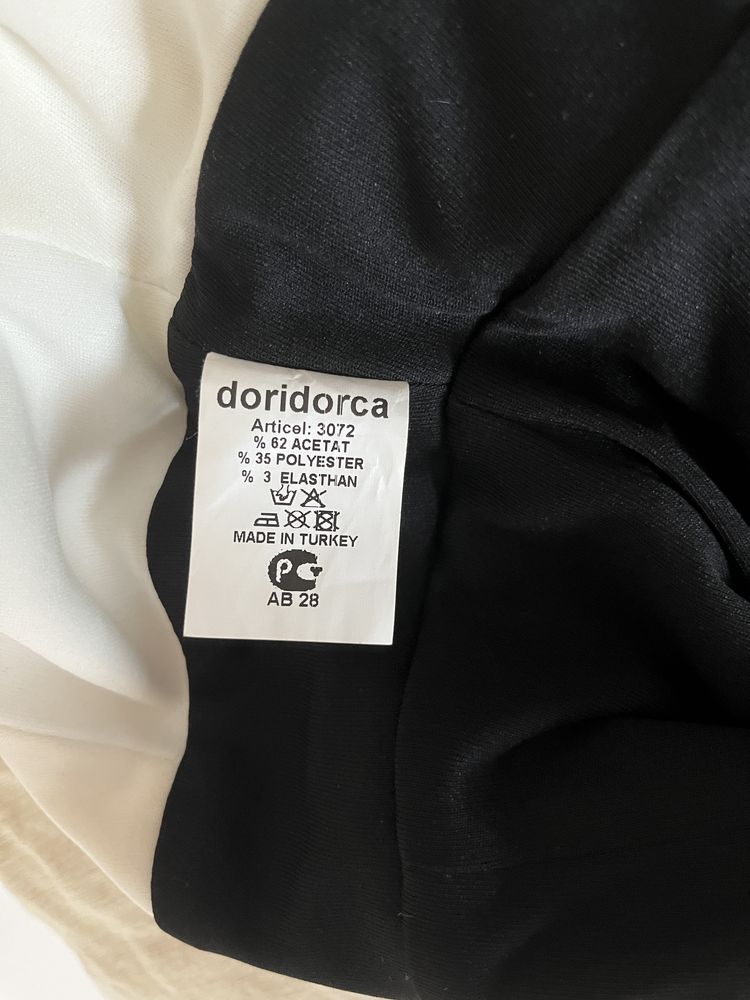 doridorca
Articel: 3072
% 62 ACETAT
% 35 POLYESTER
% 3 ELASTHAN
MADE IN TURKEY
AB 28